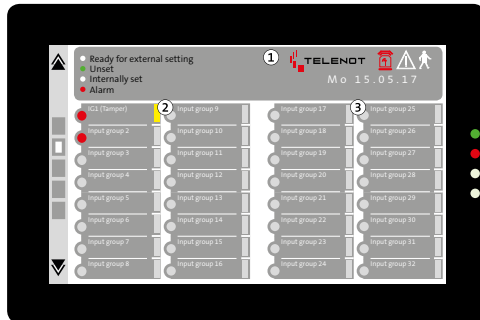 Ready for external setting
Unset
Internally set
Alarm
1
TELENOT
Mo 15.05.17
IG1 (Tamper)
Input group 2
Input group 3
Input group 4
Input group 5
Input group 6
Input group 7
Input group 8
2
Input group 9
Input group 10
Input group 11
Input group 12
Input group 13
Input group 14
Input group 15
Input group 16
Input group 17
Input group 18
Input group 19
Input group 20
Input group 21
Input group 22
Input group 23
Input group 24
3
Input group 25
Input group 26
Input group 27
Input group 28
Input group 29
Input group 30
Input group 31
Input group 32